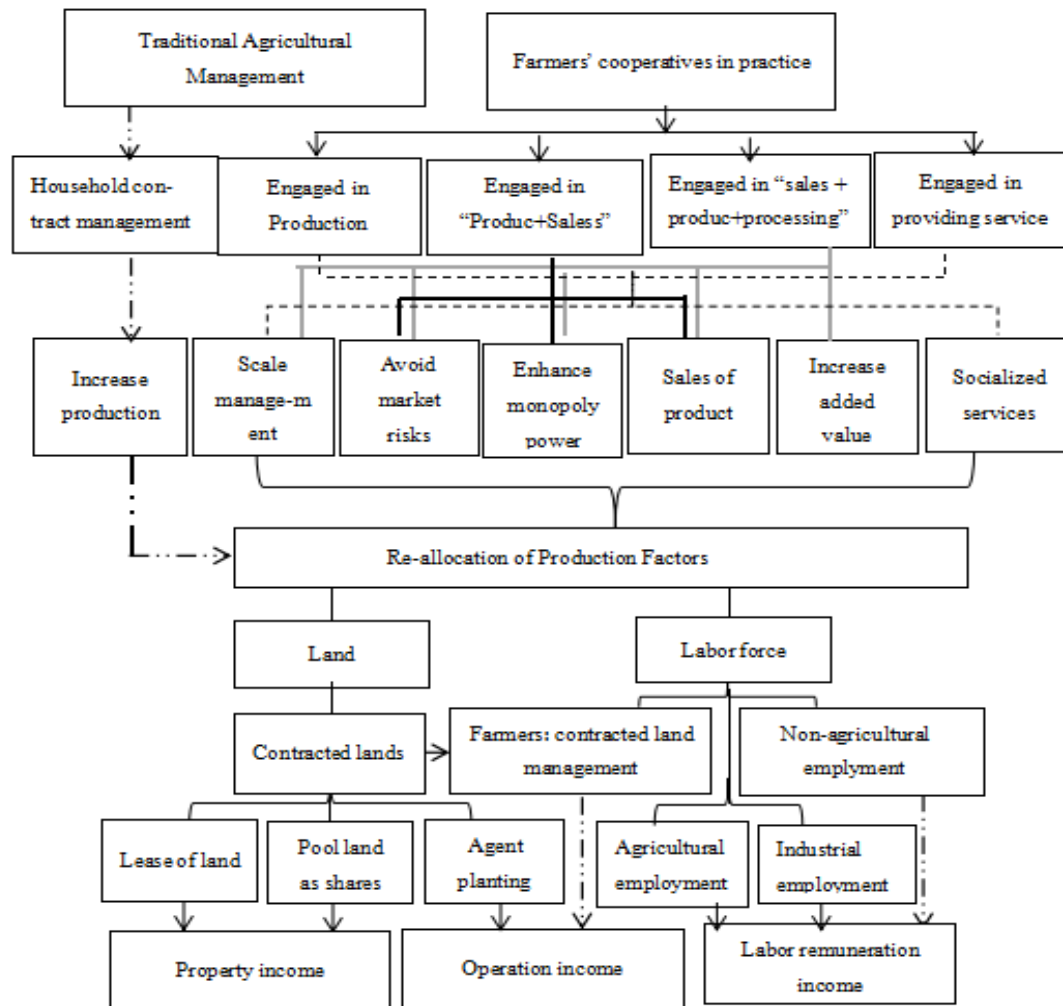 Traditional Agricultural
Management
Farmers’ cooperatives in practice
Household con-
tract management
Engaged in
Production
Engaged in
“Produc+Saless”
Engaged in “sales +
produc+processing”
Engaged in
providing service
Increase
production
Scale
manage-m
ent
Avoid
market
risks
Enhance
monopoly
power
Sales of
product
Increase
added
value
Socialized
services
Re-allocation of Production Factors
Land
Labor force
Contracted lands
Farmers: contracted land
management
Non-agricultural
emplyment
Lease of land
Pool land
as shares
Agent
planting
Agricultural
employment
Industrial
employment
Property income
Operation income
Labor remuneration
income